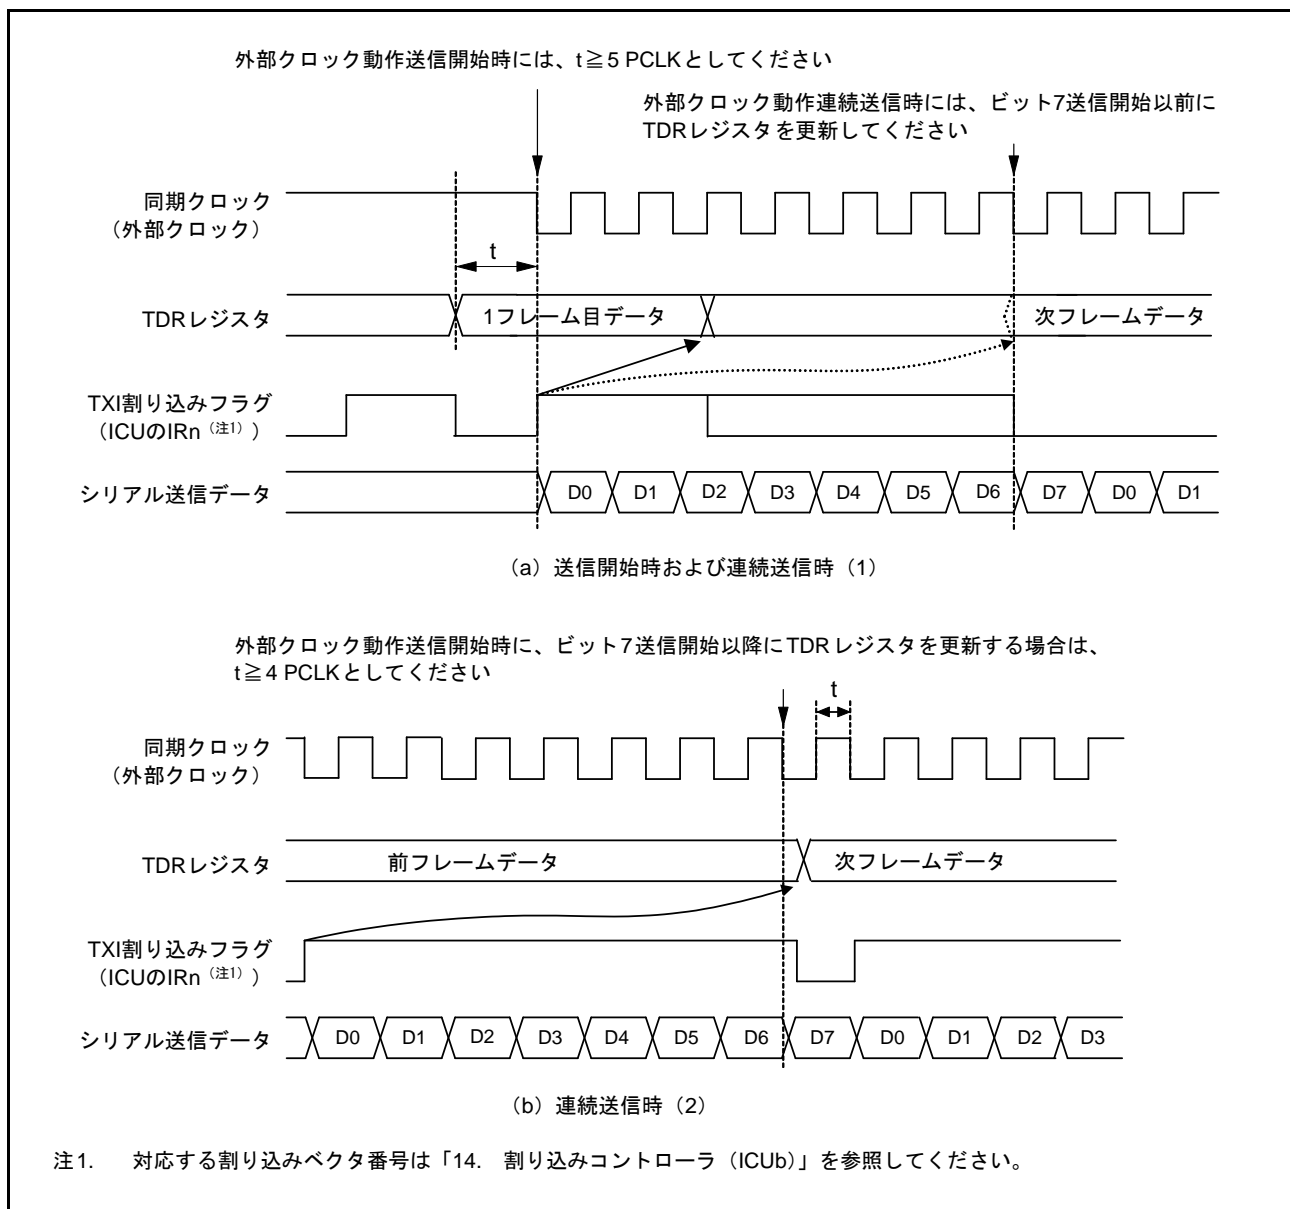 外部クロック動作送信開始時には、t≧5 PCLKとしてください
外部クロック動作連続送信時には、ビット7送信開始以前に
TDRレジスタを更新してください
同期クロック
（外部クロック）
t
TDRレジスタ
1フレーム目データ
次フレームデータ
TXI割り込みフラグ
（ICUのIRn（注1））
シリアル送信データ
D0 D1 D2 D3 D4 D5 D6 D7 D0 D1
（a）送信開始時および連続送信時（1）
外部クロック動作送信開始時に、ビット7送信開始以降にTDRレジスタを更新する場合は、
t≧4 PCLKとしてください
t
同期クロック
（外部クロック）
TDRレジスタ
前フレームデータ
次フレームデータ
TXI割り込みフラグ
（ICUのIRn（注1））
シリアル送信データ
D0 D1 D2 D3 D4 D5 D6 D7 D0 D1 D2 D3
（b）連続送信時（2）
注1. 対応する割り込みベクタ番号は「14. 割り込みコントローラ（ICUb）」を参照してください。